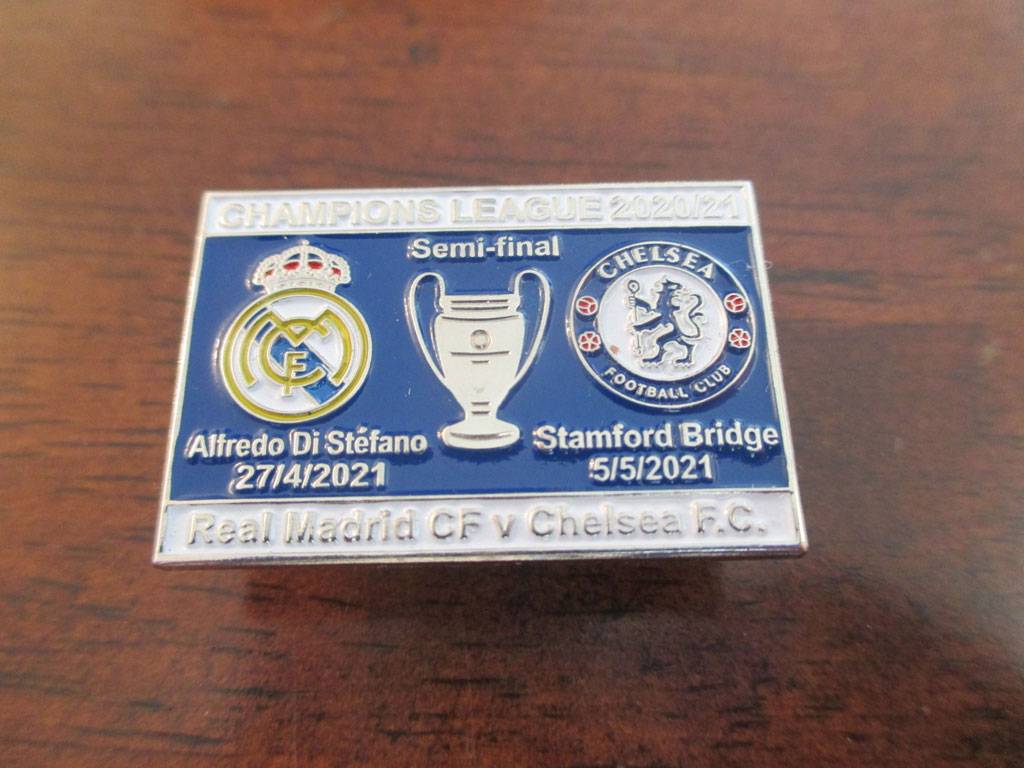 CHAMPIONS LEAGUE 2020/21
Semi-final
CHELSEA
FOOTBALL CLUB
Alfredo Di Stéfano
27/4/2021
Stamford Bridge
5/5/2021
Real Madrid CF v Chelsea F.C.